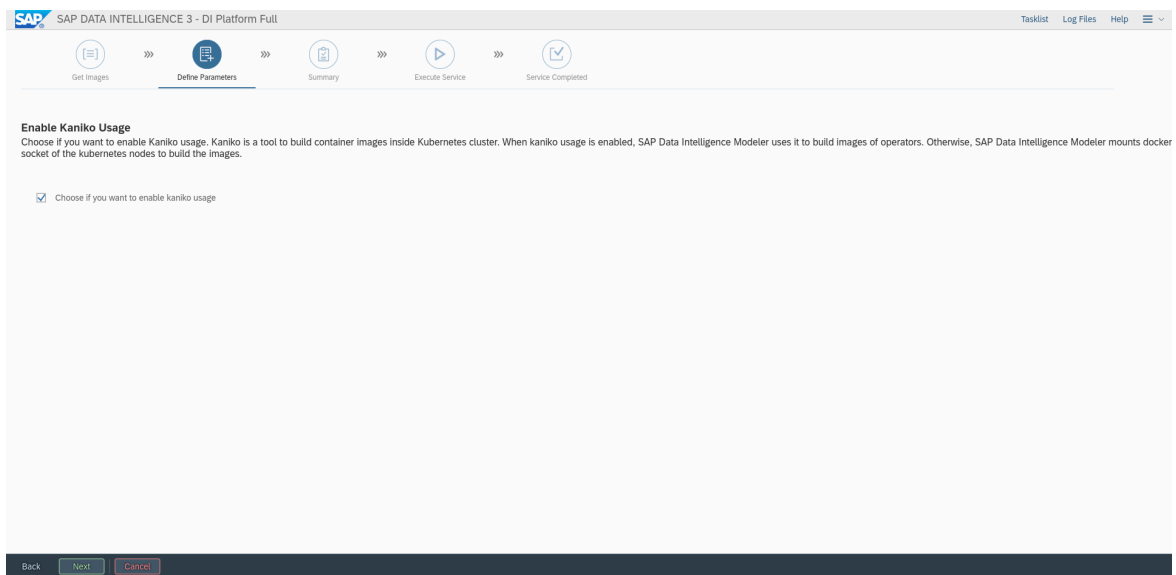 SAP SAP DATA INTELLIGENCE 3 - DI Platform Full Tasklist Log Files Help
Get Images Define Parameters Summary Execute Service Service Completed
Enable Kaniko Usage
Choose if you want to enable Kaniko usage. Kaniko is a tool to build container images inside Kubernetes cluster. When kaniko usage is enabled, SAP Data Intelligence Modeler uses it to build images of operators. Otherwise, SAP Data Intelligence Modeler mounts docker
socket of the kubernetes nodes to build the images.
Choose if you want to enable kaniko usage
Back Next Cancel